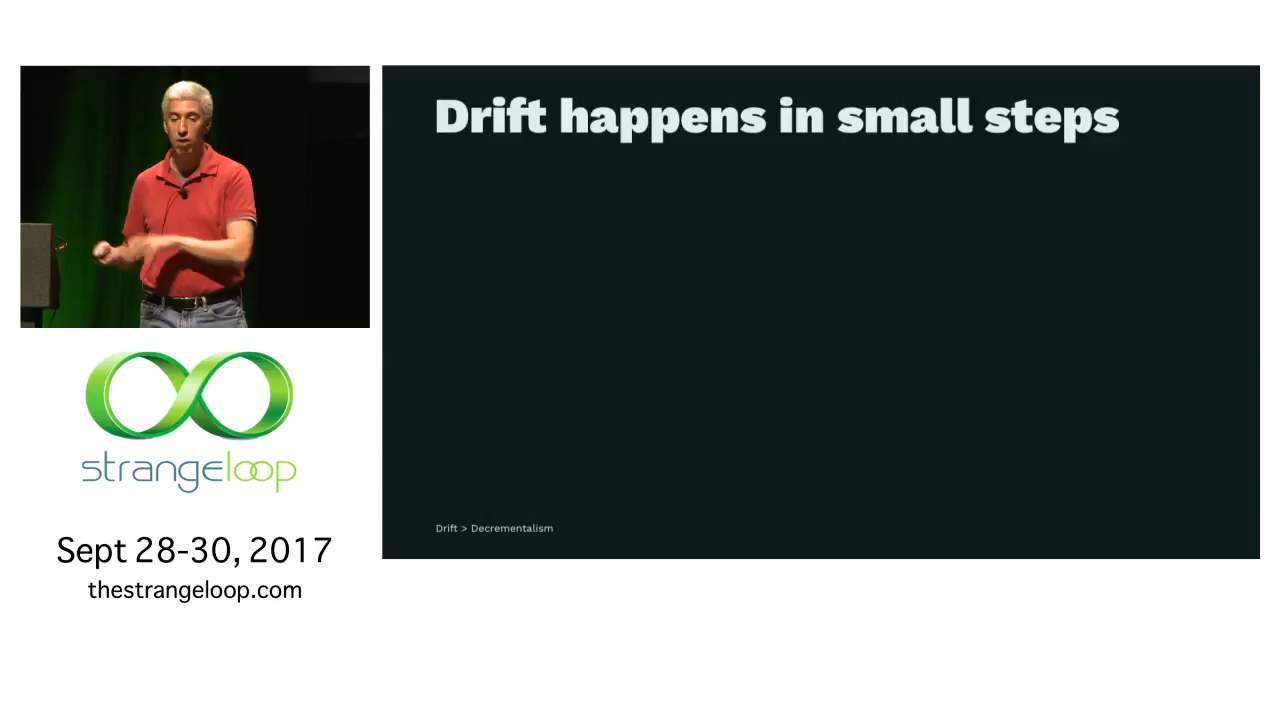 Drift happens in small steps
Drift > Decrementalism
strangeloop
Sept 28-30, 2017
thestrangeloop.com